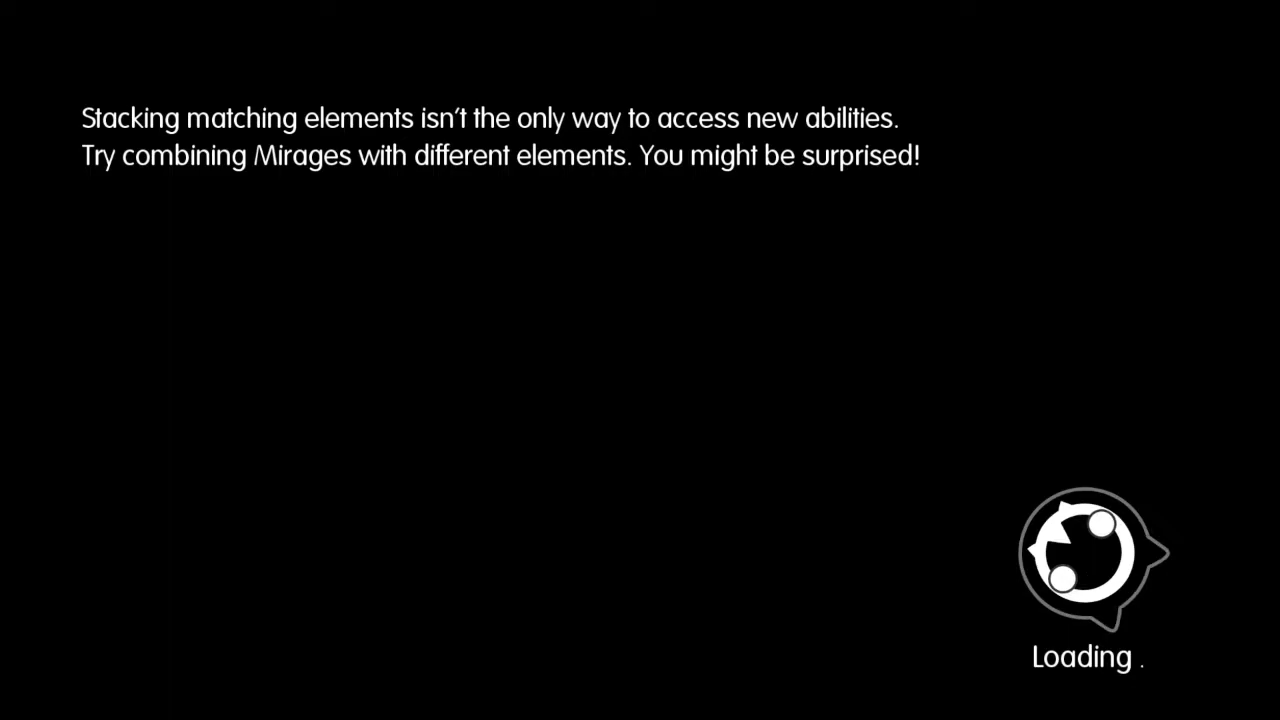 Stacking matching elements isn't the only way to access new abilities.
Try combining Mirages with different elements. You might be surprised!
Loading .